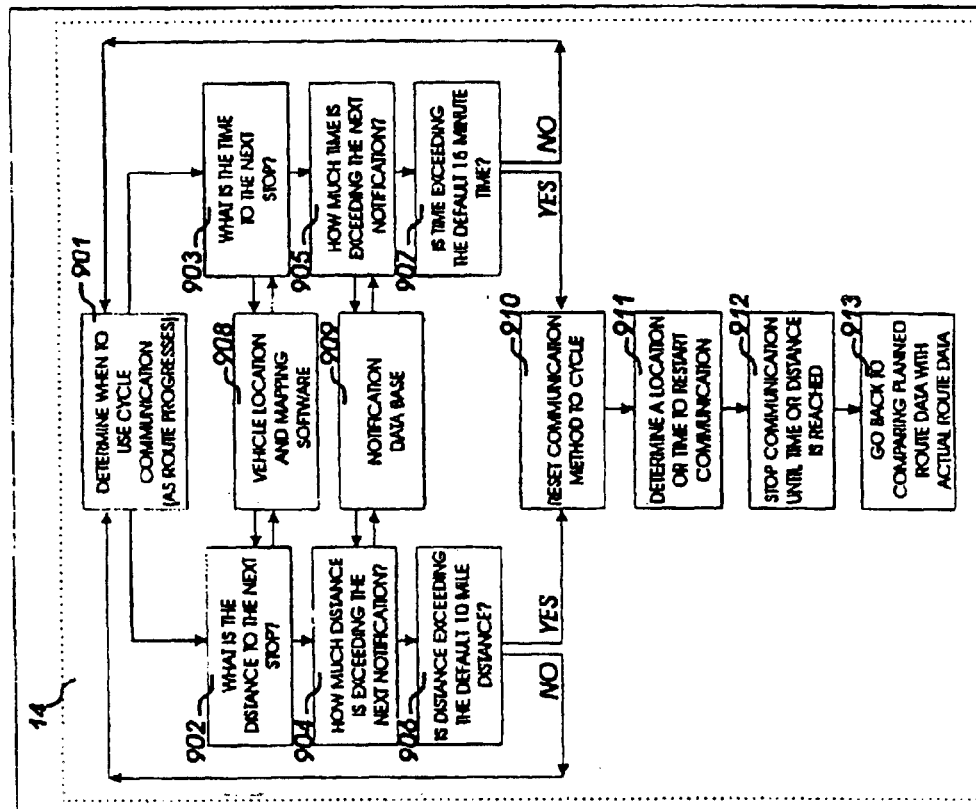 14
901
DETERMINE WHEN TO
USE CYCLE
COMMUNICATION
(AS ROUTE PROGRESSES)
902
WHAT IS THE
DISTANCE TO THE NEXT
STOP?
908
VEHICLE LOCATION
AND MAPPING
SOFTWARE
903
WHAT IS THE TIME
TO THE NEXT
STOP?
904
HOW MUCH DISTANCE
IS EXCEEDING THE
NEXT NOTIFICATION?
909
NOTIFICATION
DATA BASE
905
HOW MUCH TIME IS
EXCEEDING THE NEXT
NOTIFICATION?
906
IS DISTANCE EXCEEDING
THE DEFAULT 10 MILE
DISTANCE?
907
IS TIME EXCEEDING
THE DEFAULT 15 MINUTE
TIME?
NO
YES
YES
NO
910
RESET COMMUNICATION
METHOD TO CYCLE
911
DETERMINE A LOCATION
OR TIME TO RESTART
COMMUNICATION
912
STOP COMMUNICATION
UNTIL TIME OR DISTANCE
IS REACHED
913
GO BACK TO
COMPARING PLANNED
ROUTE DATA WITH
ACTUAL ROUTE DATA